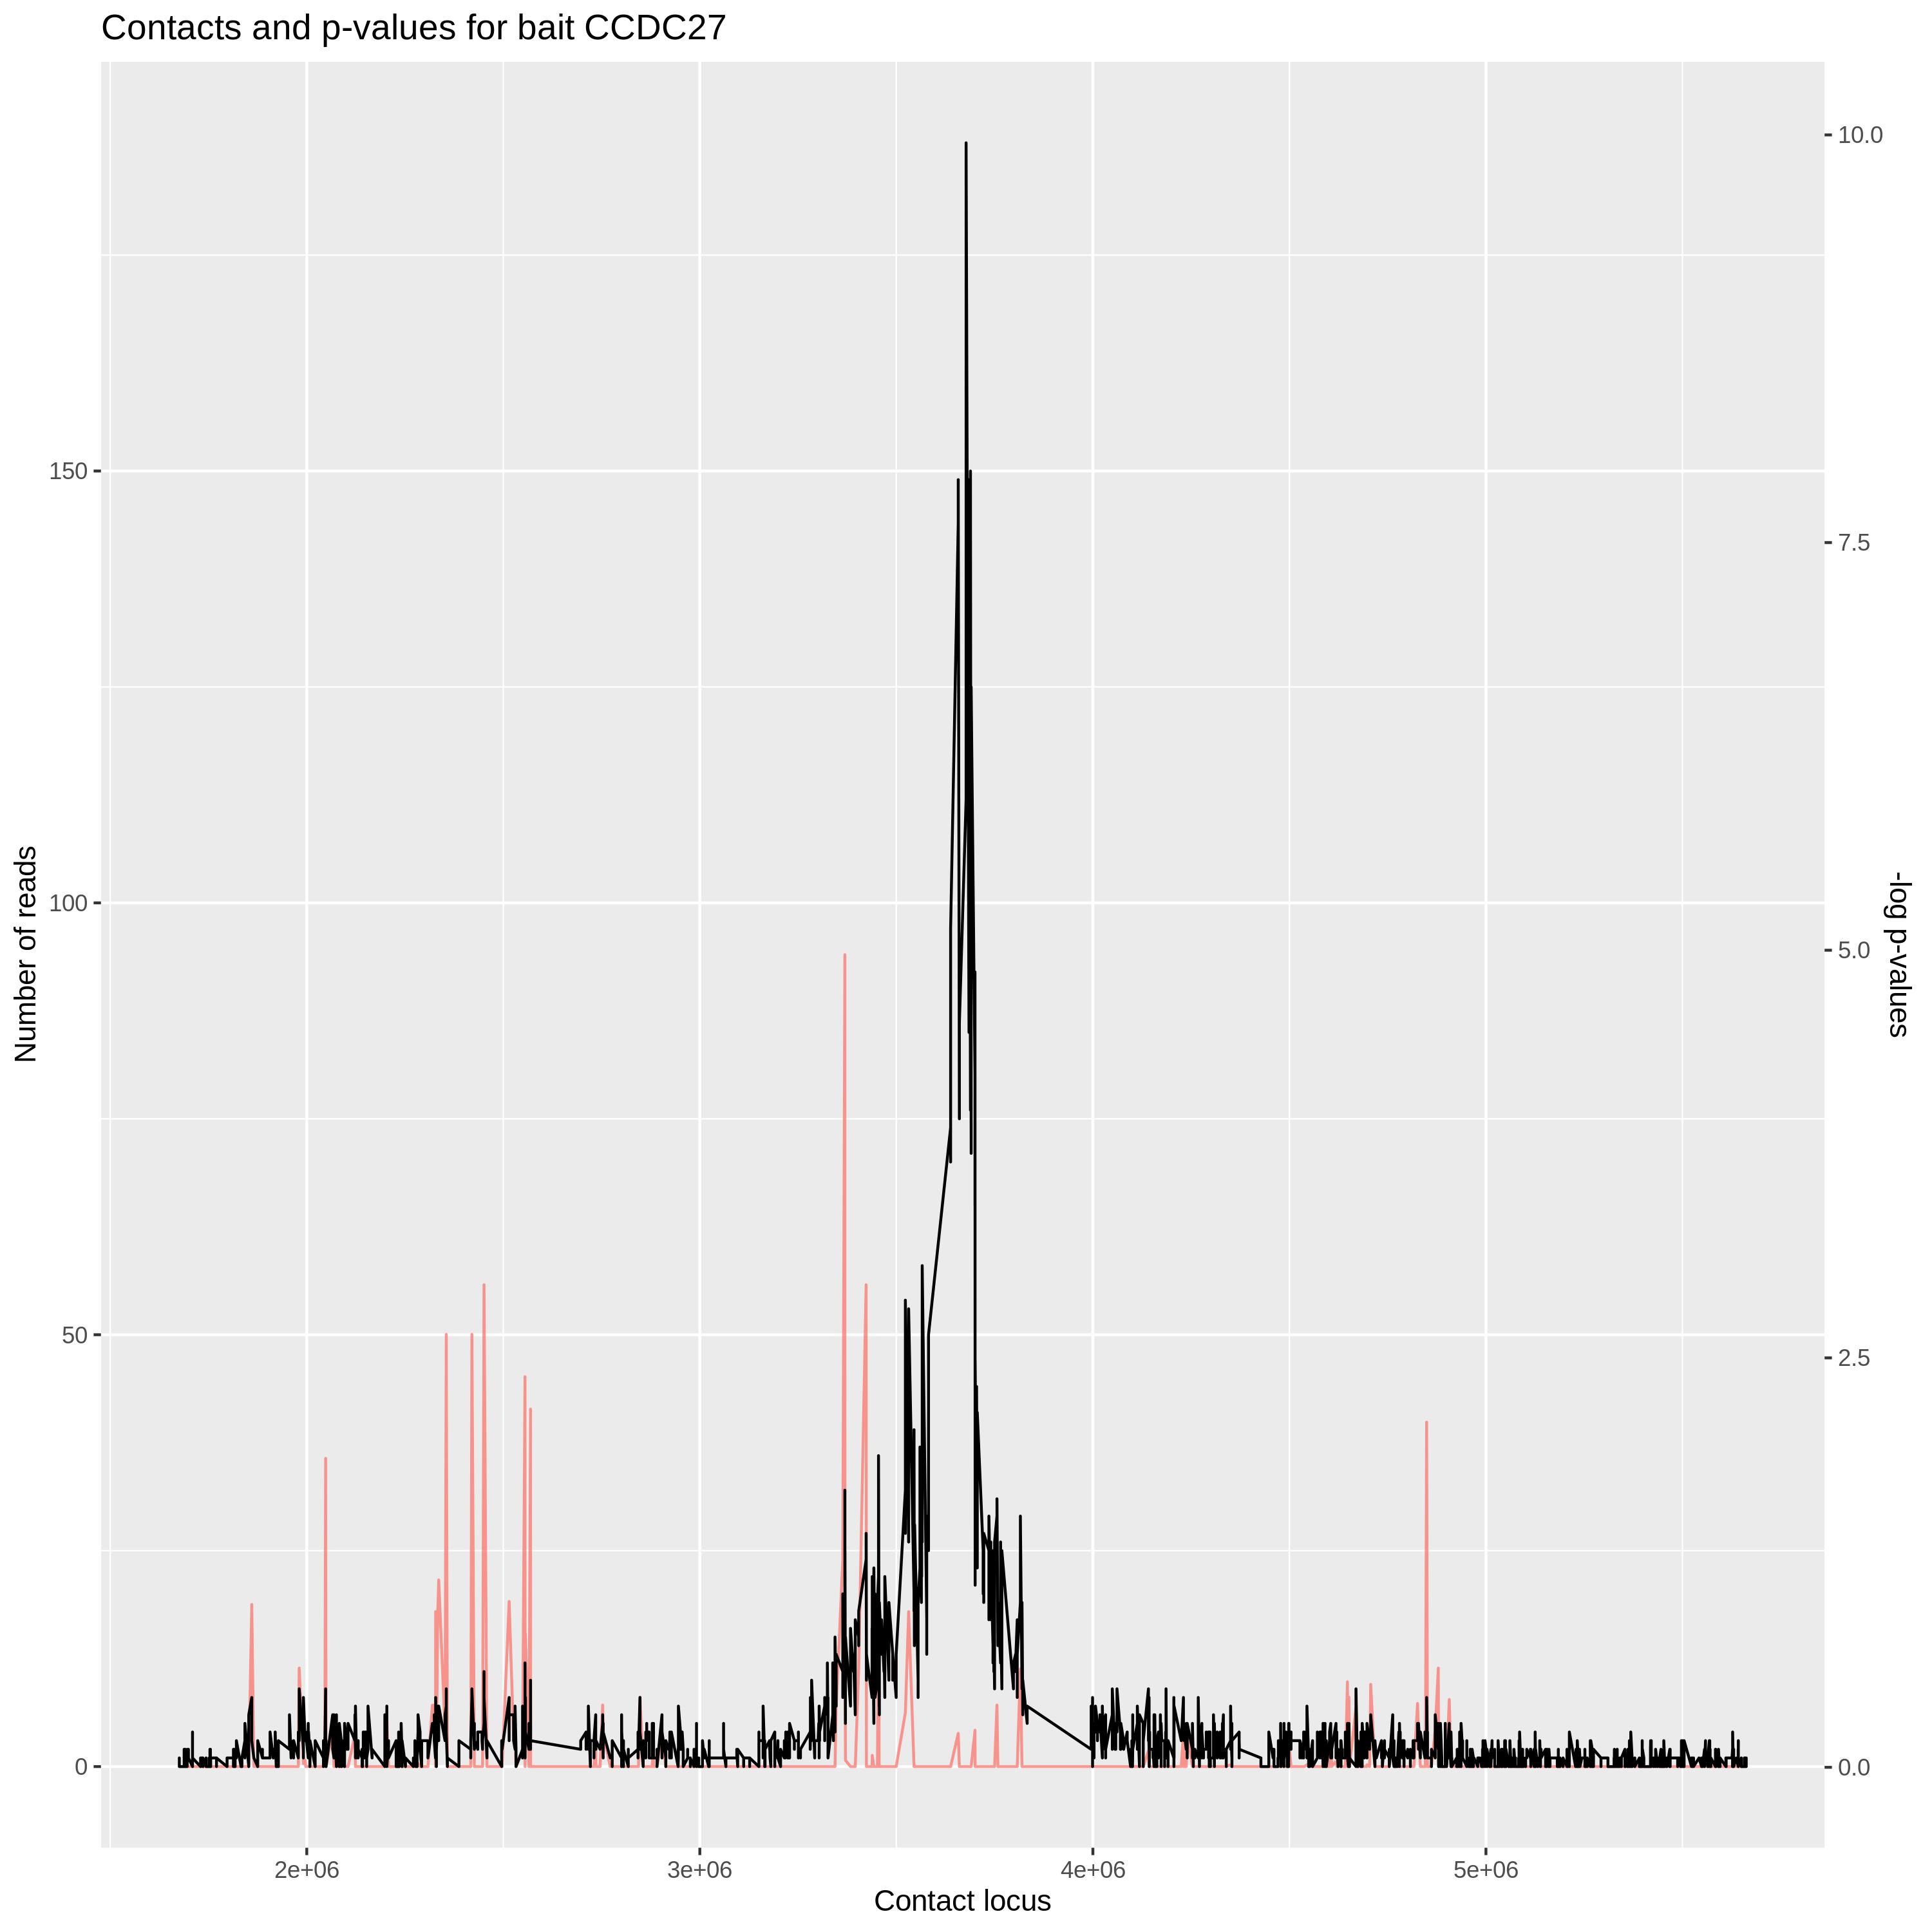 Contacts and p-values for bait CCDC27
10.0
150
7.5
Number of reads
100
5.0
-log p-values
50
2.5
0
0.0
2e+06
3e+06
4e+06
5e+06
Contact locus